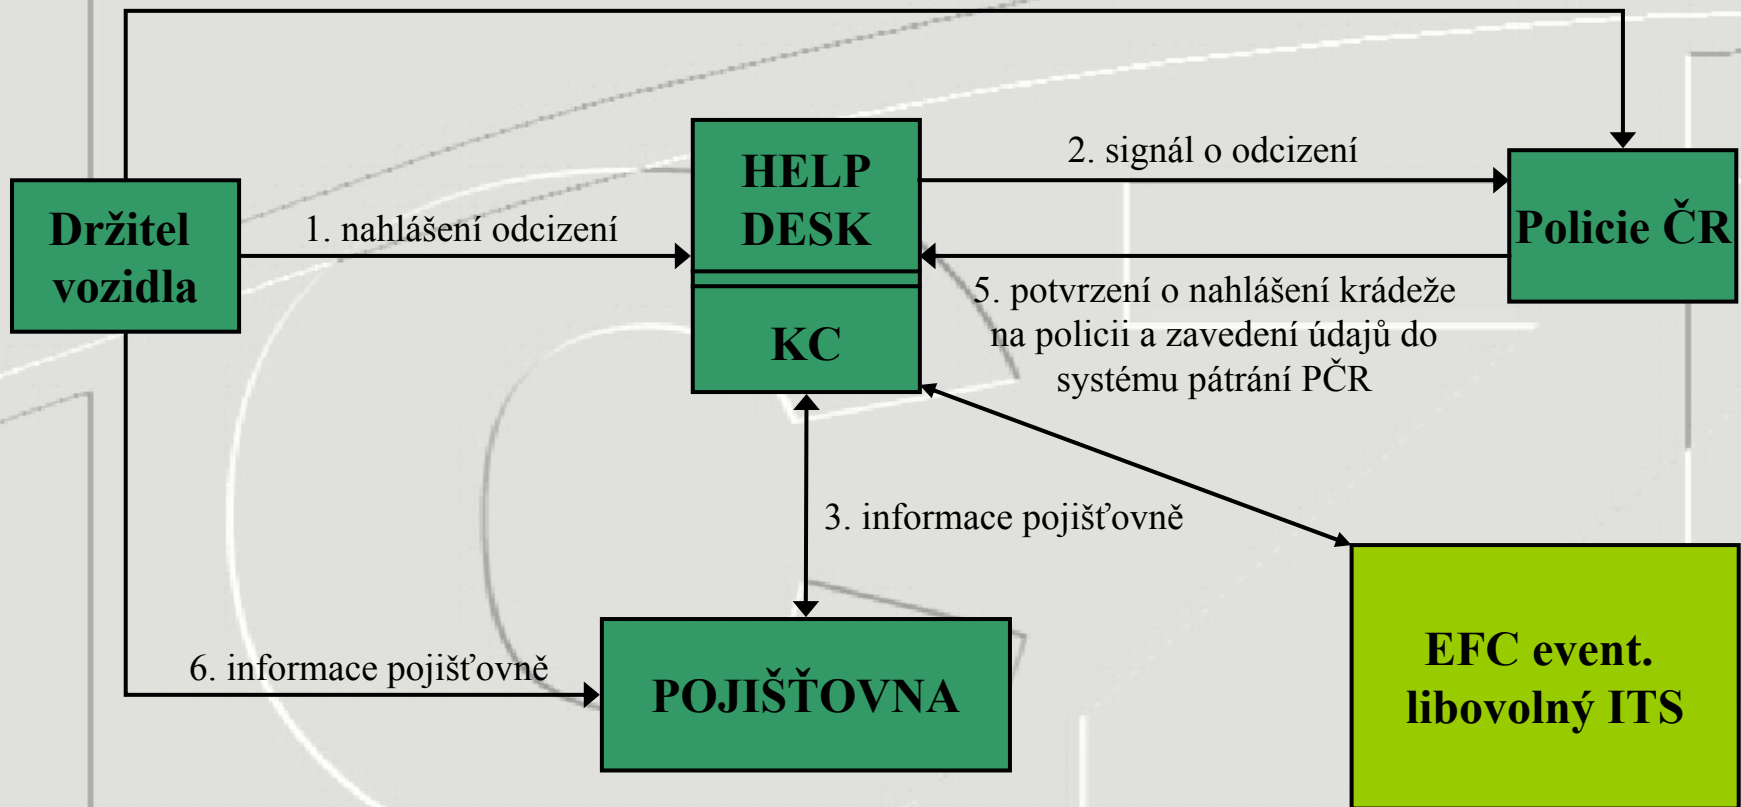 HELP
DESK
KC
2. signál o odcizení
Držitel
vozidla
1. nahlášení odcizení
Policie ČR
5. potvrzení o nahlášení krádeže
na policii a zavedení údajů do
systému pátrání PČR
3. informace pojišťovně
6. informace pojišťovně
POJIŠŤOVNA
EFC event.
libovolný ITS